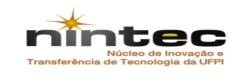 nintec
Núcleo de Inovação e
Transferência de Tecnologia da UFPI